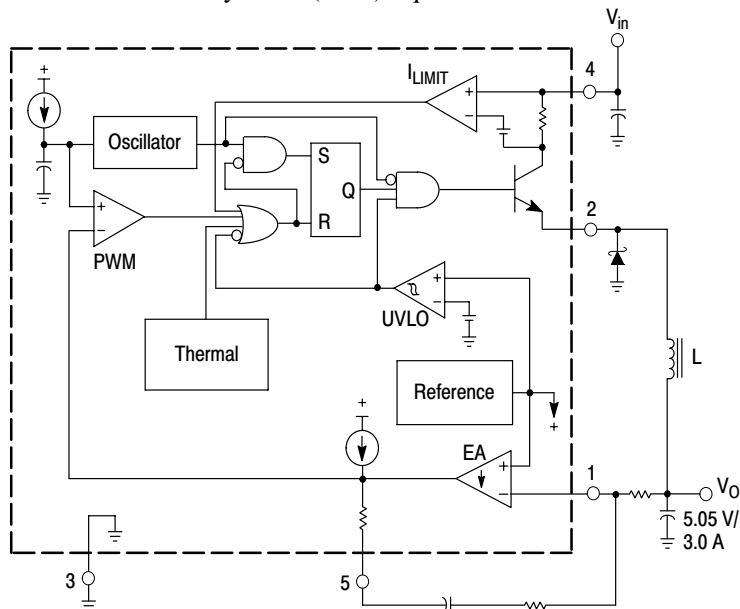 V_in
I_LIMIT
4
+
−
+
Oscillator
S
Q
R
2
+
−
PWM
+
−
UVLO
Thermal
L
Reference
+
+
EA
+
−
1
V_O
5.05 V/
3.0 A
3
5